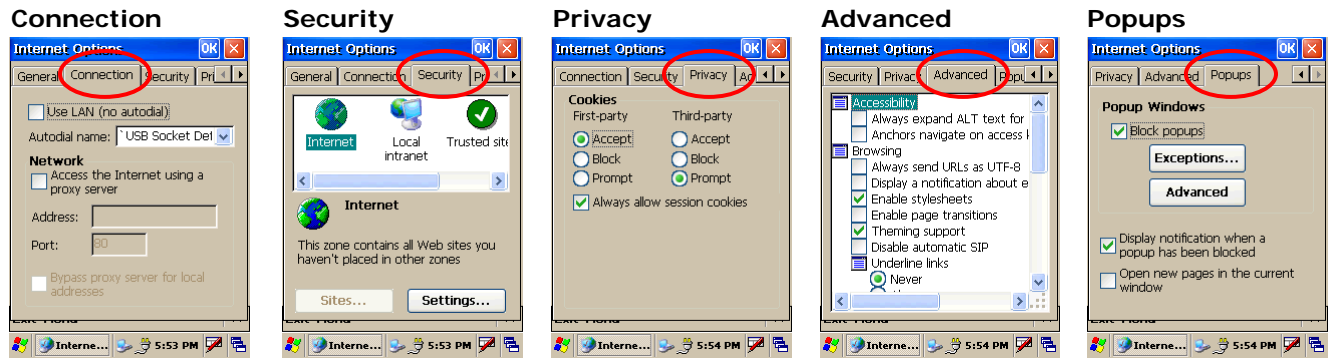 Connection
Internet Options OK
General Connection Security Pri
Use LAN (no autodial)
Autodial name: `USB Socket Def
Network
Access the Internet using a
proxy server
Address:
Port: 80
Bypass proxy server for local
addresses
Interne... 5:53 PM
Security
Internet Options OK
General Connection Security Pr
Internet
Local
intranet
Trusted site
Internet
This zone contains all Web sites you
haven't placed in other zones
Sites... Settings...
Interne... 5:53 PM
Privacy
Internet Options OK
Connection Security Privacy Ad
Cookies
First-party Third-party
Accept Accept
Block Block
Prompt Prompt
Always allow session cookies
Interne... 5:54 PM
Advanced
Internet Options OK
Security Privacy Advanced Popu
Accessibility
Always expand ALT text for
Anchors navigate on access k
Browsing
Always send URLs as UTF-8
Display a notification about e
Enable stylesheets
Enable page transitions
Theming support
Disable automatic SIP
Underline links
Never
Interne... 5:54 PM
Popups
Internet Options OK
Privacy Advanced Popups
Popup Windows
Block popups
Exceptions...
Advanced
Display notification when a
popup has been blocked
Open new pages in the current
window
Interne... 5:54 PM